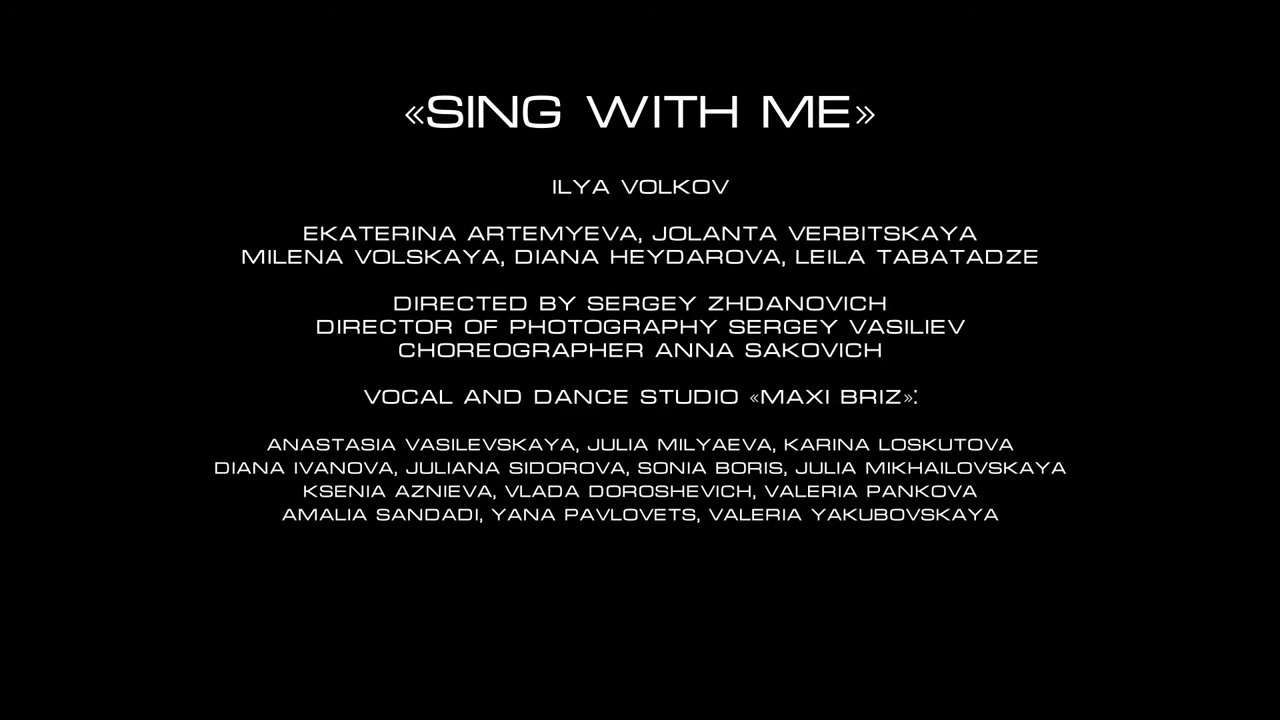 «SING WITH ME»
ILYA VOLKOV
EKATERINA ARTEMYEVA, JOLANTA VERBITSKAYA
MILENA VOLSKAYA, DIANA HEYDAROVA, LEILA TABATADZE
DIRECTED BY SERGEY ZHDANOVICH
DIRECTOR OF PHOTOGRAPHY SERGEY VASILIEV
CHOREOGRAPHER ANNA SAKOVICH
VOCAL AND DANCE STUDIO «MAXI BRIZ»:
ANASTASIA VASILEVSKAYA, JULIA MILYAEVA, KARINA LOSKUTOVA
DIANA IVANOVA, JULIANA SIDOROVA, SONIA BORIS, JULIA MIKHAILOVSKAYA
KSENIA AZNIEVA, VLADA DOROSHEVICH, VALERIA PANKOVA
AMALIA SANDADI, YANA PAVLOVETS, VALERIA YAKUBOVSKAYA